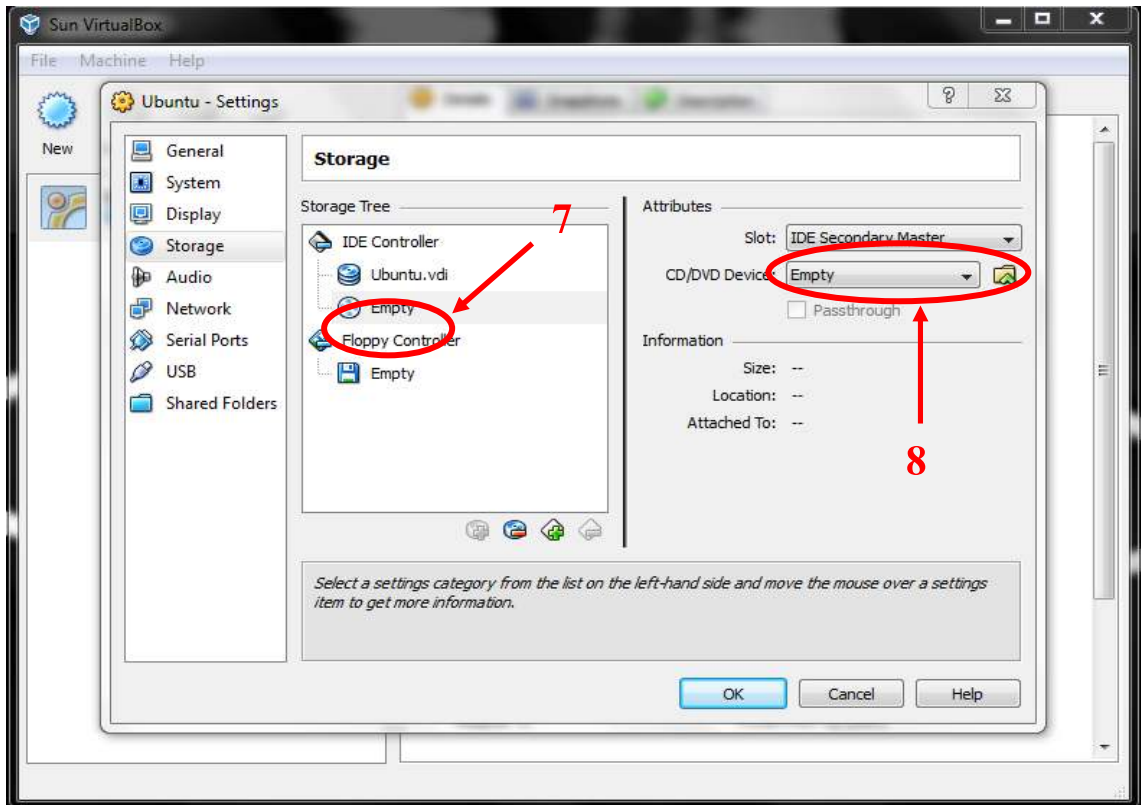 Sun VirtualBox
File Machine Help
Ubuntu - Settings
New
General
System
Display
Storage
Audio
Network
Serial Ports
USB
Shared Folders
Storage
Storage Tree
7
IDE Controller
Ubuntu.vdi
Empty
Floppy Controller
Empty
Attributes
Slot: IDE Secondary Master
CD/DVD Device: Empty
Passthrough
Information
Size: --
Location: --
Attached To: --
8
Select a settings category from the list on the left-hand side and move the mouse over a settings
item to get more information.
OK Cancel Help